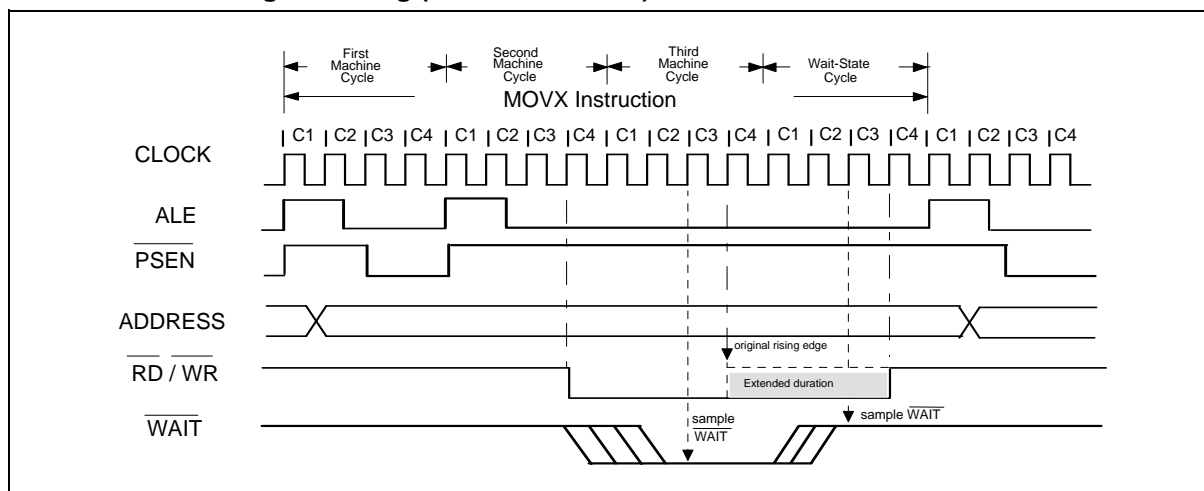 First Machine Cycle
Second Machine Cycle
Third Machine Cycle
Wait-State Cycle
MOVX Instruction
C1 C2 C3 C4 C1 C2 C3 C4 C1 C2 C3 C4 C1 C2 C3 C4 C1 C2 C3 C4
CLOCK
ALE
PSEN
ADDRESS
original rising edge
RD / WR
Extended duration
WAIT
sample WAIT
sample WAIT